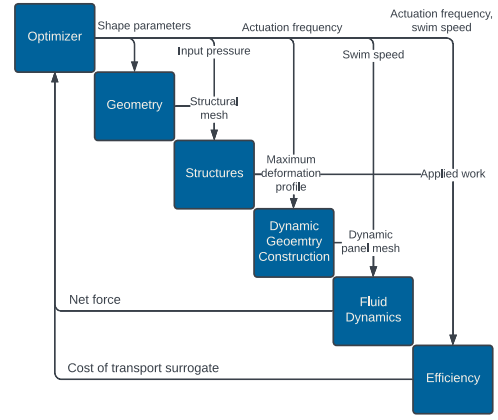 Actuation frequency,
swim speed
Shape parameters
Actuation frequency
Optimizer
Input pressure
Swim speed
Geometry
Structural
mesh
Structures
Maximum
deformation
profile
Applied work
Dynamic
Geoemtry
Construction
Dynamic
panel mesh
Net force
Fluid
Dynamics
Cost of transport surrogate
Efficiency